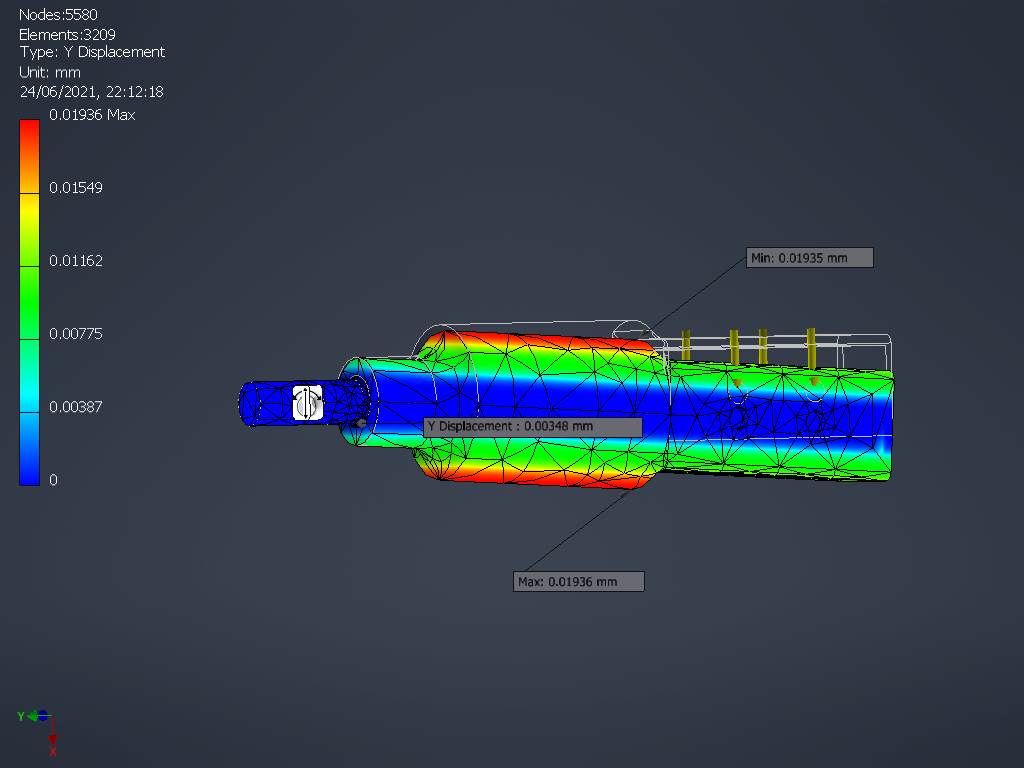 Nodes:5580
Elements:3209
Type: Y Displacement
Unit: mm
24/06/2021, 22:12:18
0.01936 Max
0.01549
0.01162
0.00775
0.00387
0
Min: 0.01935 mm
Y Displacement : 0.00348 mm
Max: 0.01936 mm
Y
X